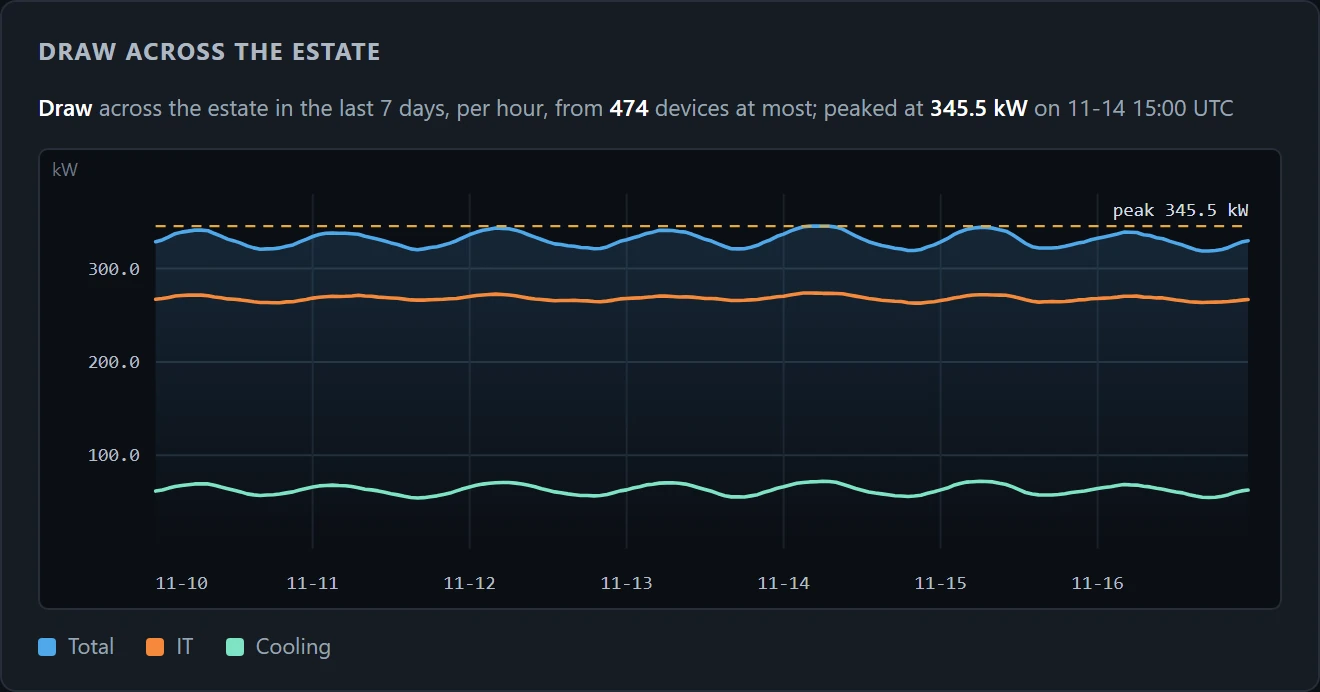 DRAW ACROSS THE ESTATE
Draw across the estate in the last 7 days, per hour, from 474 devices at most; peaked at 345.5 kW on 11-14 15:00 UTC
kW
peak 345.5 kW
300.0
200.0
100.0
11-10 11-11 11-12 11-13 11-14 11-15 11-16
Total IT Cooling